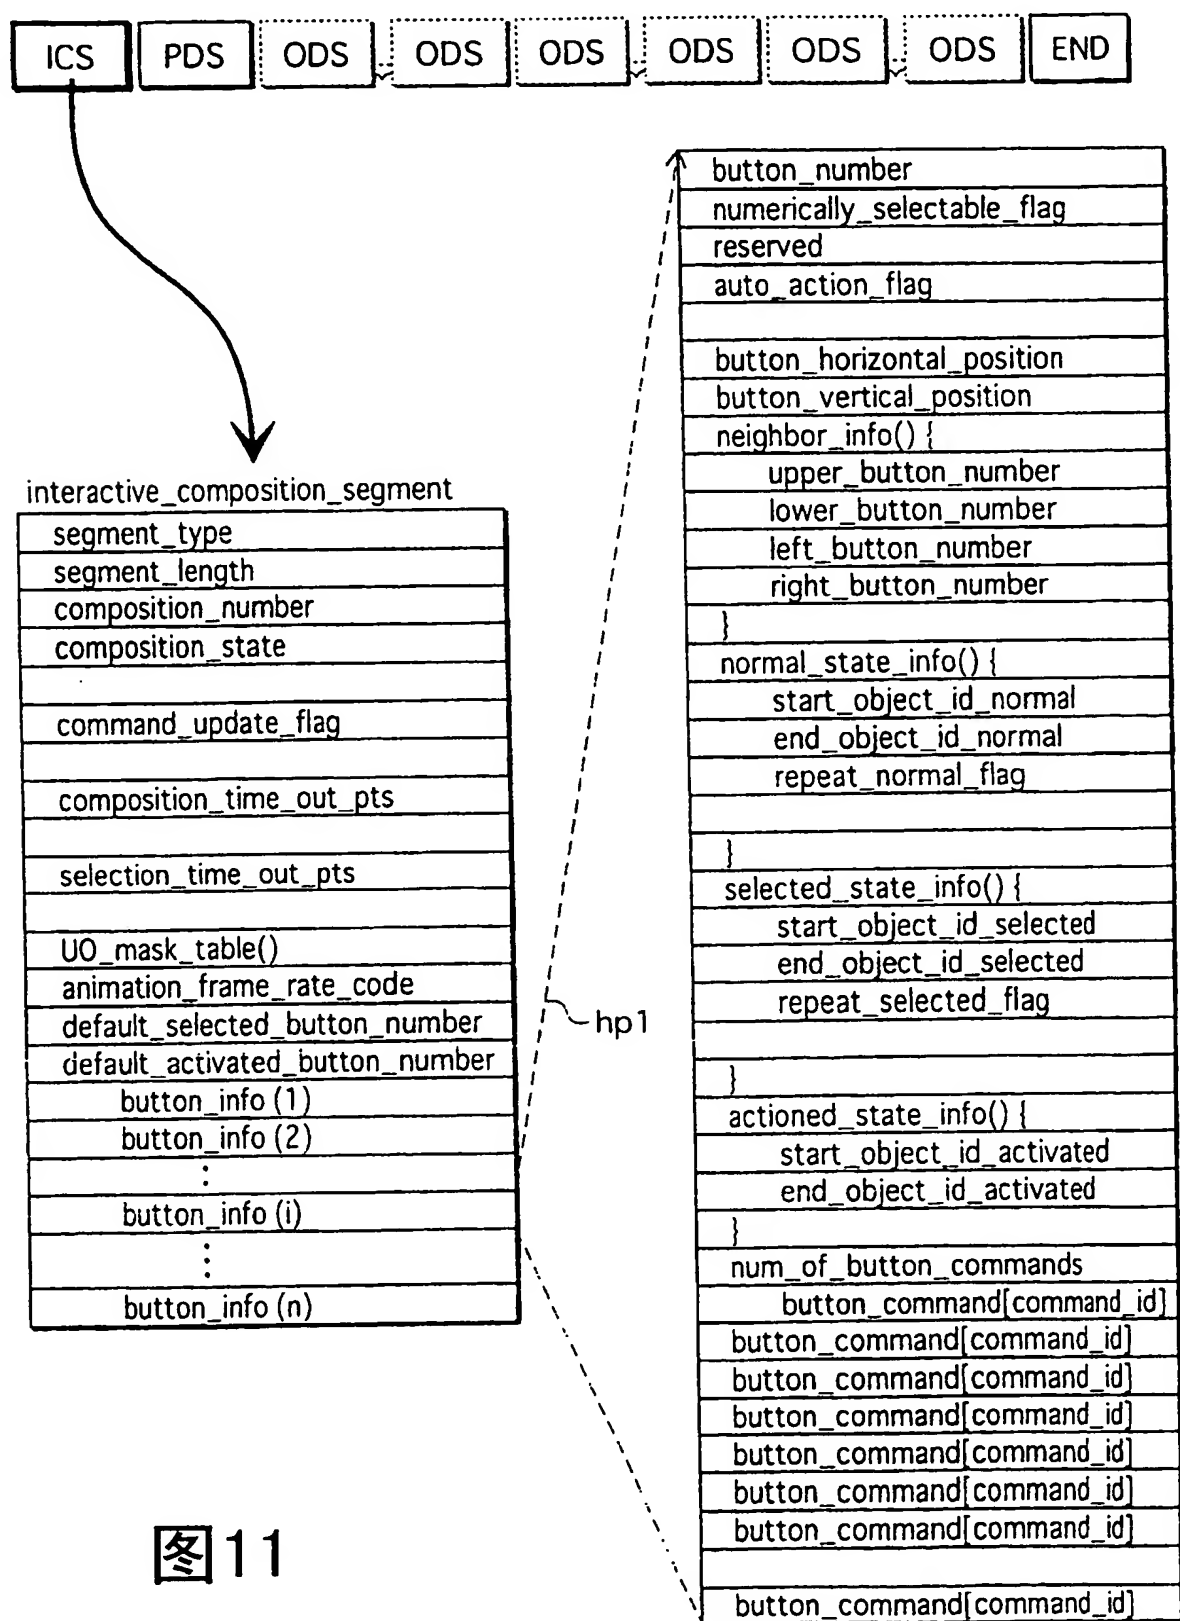 ICS PDS ODS ODS ODS ODS ODS ODS END
interactive_composition_segment
segment_type
segment_length
composition_number
composition_state
command_update_flag
composition_time_out_pts
selection_time_out_pts
UO_mask_table()
animation_frame_rate_code
default_selected_button_number
default_activated_button_number
button_info (1)
button_info (2)
button_info (i)
button_info (n)
hp1
button_number
numerically_selectable_flag
reserved
auto_action_flag
button_horizontal_position
button_vertical_position
neighbor_info() {
upper_button_number
lower_button_number
left_button_number
right_button_number
}
normal_state_info() {
start_object_id_normal
end_object_id_normal
repeat_normal_flag
}
selected_state_info() {
start_object_id_selected
end_object_id_selected
repeat_selected_flag
}
actioned_state_info() {
start_object_id_activated
end_object_id_activated
}
num_of_button_commands
button_command[command_id]
button_command[command_id]
button_command[command_id]
button_command[command_id]
button_command[command_id]
button_command[command_id]
button_command[command_id]
button_command[command_id]
图11